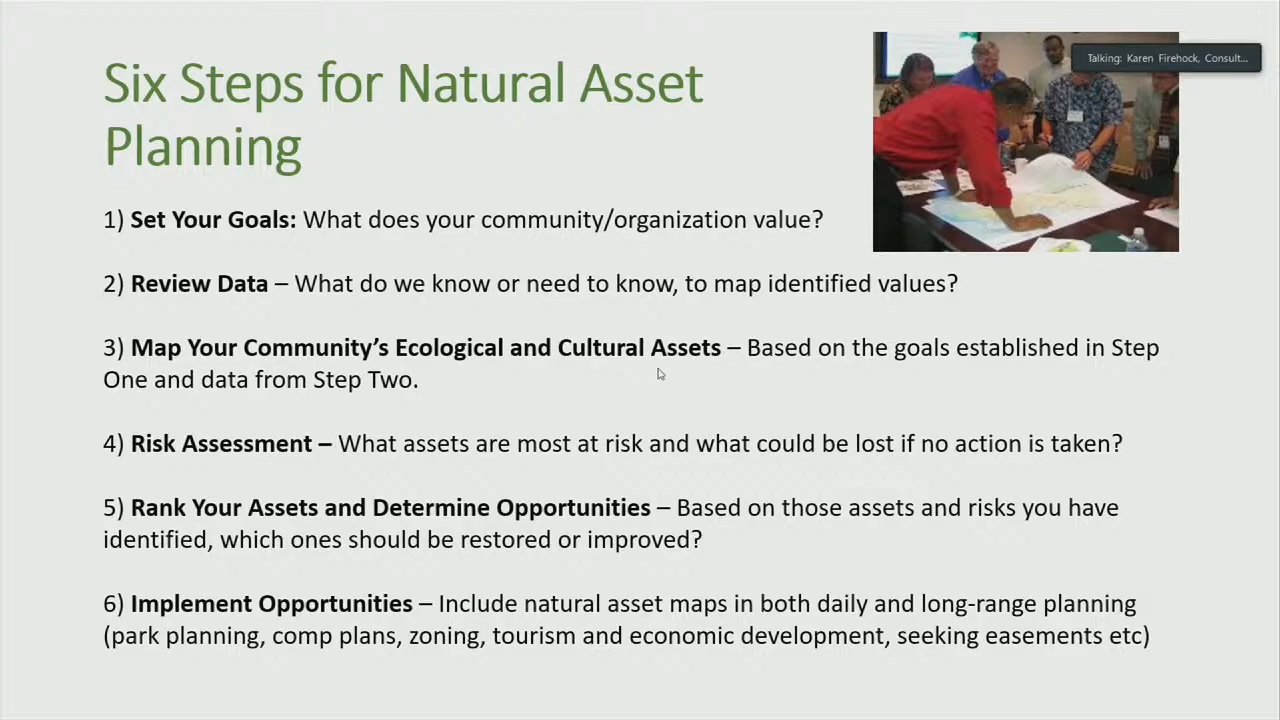 Six Steps for Natural Asset
Planning
Talking: Karen Firehock, Consult...
1) Set Your Goals: What does your community/organization value?
2) Review Data – What do we know or need to know, to map identified values?
3) Map Your Community’s Ecological and Cultural Assets – Based on the goals established in Step
One and data from Step Two.
4) Risk Assessment – What assets are most at risk and what could be lost if no action is taken?
5) Rank Your Assets and Determine Opportunities – Based on those assets and risks you have
identified, which ones should be restored or improved?
6) Implement Opportunities – Include natural asset maps in both daily and long-range planning
(park planning, comp plans, zoning, tourism and economic development, seeking easements etc)